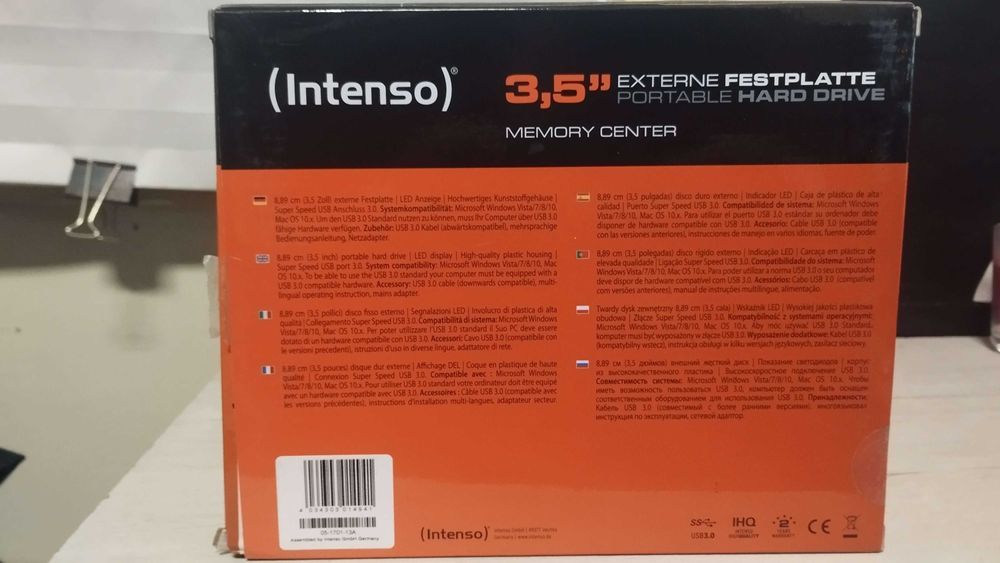 (Intenso)®
3,5” EXTERNE FESTPLATTE
PORTABLE HARD DRIVE
MEMORY CENTER
8,89 cm (3,5 Zoll) externe Festplatte | LED Anzeige | Hochwertiges Kunststoffgehäuse |
Super Speed USB Anschluss 3.0. Systemkompatibilität: Microsoft Windows Vista/7/8/10,
Mac OS 10.x. Um den USB 3.0 Standard nutzen zu können, muss Ihr Computer über USB 3.0
fähige Hardware verfügen. Zubehör: USB 3.0 Kabel (abwärtskompatibel), mehrsprachige
Bedienungsanleitung, Netzadapter.
8,89 cm (3,5 inch) portable hard drive | LED display | High-quality plastic housing |
Super Speed USB port 3.0. System compatibility: Microsoft Windows Vista/7/8/10, Mac
OS 10.x. To be able to use the USB 3.0 standard your computer must be equipped with a
USB 3.0 compatible hardware. Accessory: USB 3.0 cable (downwards compatible), multi-
lingual operating instruction, mains adapter.
8,89 cm (3,5 pollici) disco fisso esterno | Segnalazioni LED | Involucro di plastica di alta
qualità | Collegamento Super Speed USB 3.0. Compatibilità di sistema: Microsoft Windows
Vista/7/8/10, Mac OS 10.x. Per poter utilizzare l'USB 3.0 standard il Suo PC deve essere
dotato di un hardware compatibile con USB 3.0. Accessori: Cavo USB 3.0 (compatibile con
le versioni precedenti), istruzioni d'uso in diverse lingue, adattatore di rete.
8,89 cm (3,5 pouces) disque dur externe | Affichage DEL | Coque en plastique de haute
qualité | Connexion Super Speed USB 3.0. Compatible avec : Microsoft Windows
Vista/7/8/10, Mac OS 10.x. Pour utiliser USB 3.0 standard votre ordinateur doit être equipé
avec un hardware compatible avec USB 3.0. Accessoires : Câble USB 3.0 (compatible avec
les versions précédentes), instructions d'installation multi-langues, adaptateur secteur.
8,89 cm (3,5 pulgadas) disco duro externo | Indicador LED | Caja de plástico de alta
calidad | Puerto Super Speed USB 3.0. Compatibilidad de sistema: Microsoft Windows
Vista/7/8/10, Mac OS 10.x. Para utilizar el puerto USB 3.0 estándar su ordenador debe
disponer de hardware compatible con USB 3.0. Accesorio: Cable USB 3.0 (compatible
con las versiones anteriores), instrucciones de manejo en varios idiomas, fuente de poder.
8,89 cm (3,5 polegadas) disco rigido externo | Indicação LED | Carcaça em plástico de
elevada qualidade | Ligação Super Speed USB 3.0. Compatibilidade do sistema: Microsoft
Windows Vista/7/8/10, Mac OS 10.x. Para poder utilizar a norma USB 3.0 o seu computador
deve dispor de hardware compatível com USB 3.0. Acessórios: Cabo USB 3.0 (compatível
com versões anteriores), manual de instruções multilingue, alimentação.
Twardy dysk zewnętrzny 8,89 cm (3,5 cala) | Wskaźnik LED | Wysokiej jakości plastikowa
obudowa | Złącze Super Speed USB 3.0. Kompatybilność z systemami operacyjnymi:
Microsoft Windows Vista/7/8/10, Mac OS 10.x. Aby móc używać USB 3.0 Standard,
komputer musi być wyposażony w złącze USB 3.0. Wyposażenie dodatkowe: Kabel USB 3.0
(kompatybilny wstecz), instrukcja obsługi w kilku wersjach językowych, zasilacz sieciowy.
8,89 см (3,5 дюймов) внешний жесткий диск | Показание светодиодов | корпус
из высококачественного пластика | Высокоскоростное подключение USB 3.0.
Совместимость системы: Microsoft Windows Vista/7/8/10, Mac OS 10.x. Чтобы
иметь возможность пользоваться USB 3.0, компьютер должен быть оснащен
соответственным оборудованием для использования USB 3.0. Принадлежности:
Кабель USB 3.0 (совместимый с более ранними версиями), многоязыковая
инструкция по эксплуатации, сетевой адаптер.
4 034303 014941
05-1701-13A
Assembled by Intenso GmbH Germany
(Intenso)
Intenso GmbH | 49377 Vechta
Germany | www.intenso.de
SS
USB 3.0
IHQ
INTENSO
HIGHQUALITY
2
YEARS
WARRANTY
CE